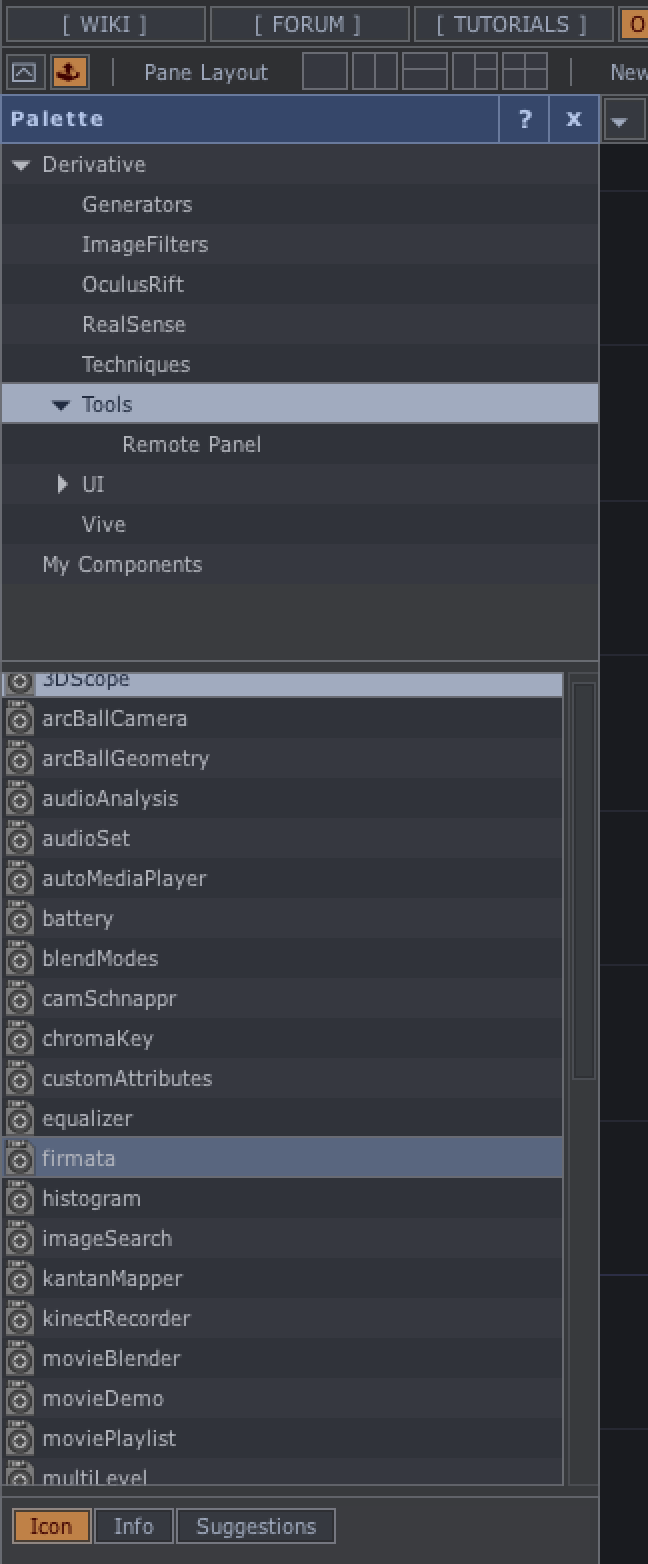 [ WIKI ] [ FORUM ] [ TUTORIALS ] O
Pane Layout New
Palette ? x
Derivative
Generators
ImageFilters
OculusRift
RealSense
Techniques
Tools
Remote Panel
UI
Vive
My Components
3DScope
arcBallCamera
arcBallGeometry
audioAnalysis
audioSet
autoMediaPlayer
battery
blendModes
camSchnappr
chromaKey
customAttributes
equalizer
firmata
histogram
imageSearch
kantanMapper
kinectRecorder
movieBlender
movieDemo
moviePlaylist
multiLevel
Icon Info Suggestions